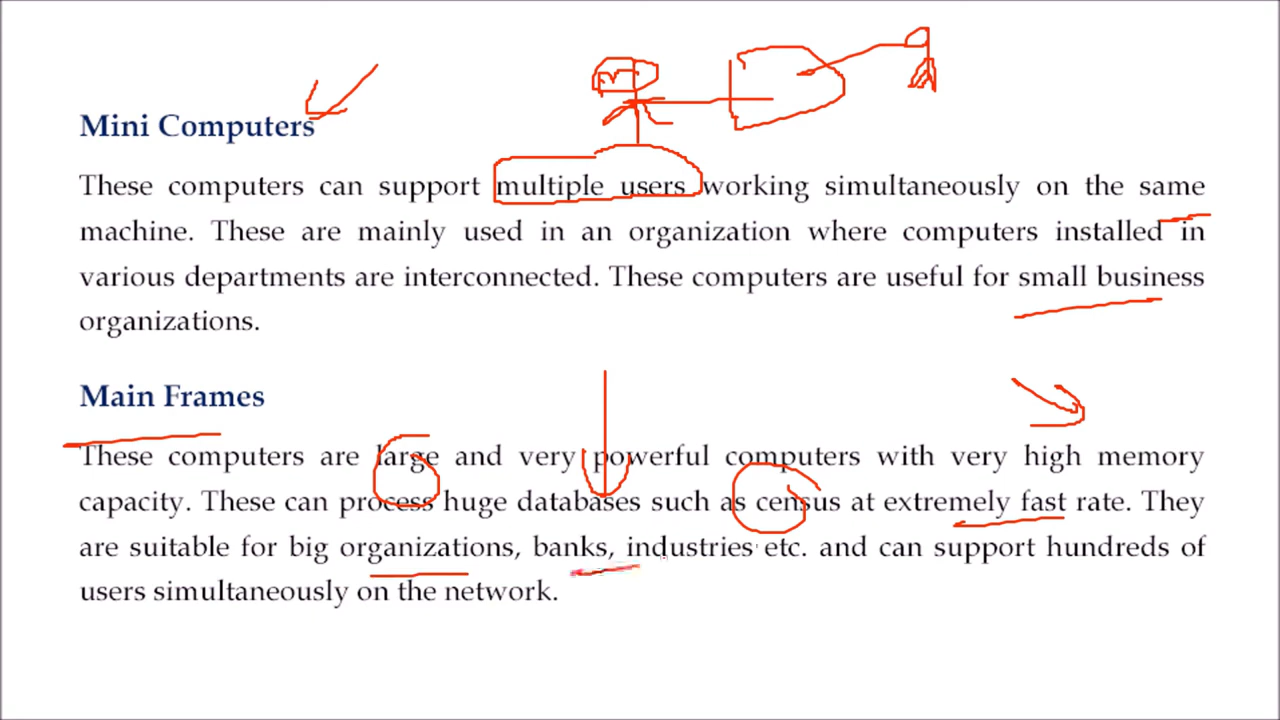 Mini Computers
These computers can support multiple users working simultaneously on the same
machine. These are mainly used in an organization where computers installed in
various departments are interconnected. These computers are useful for small business
organizations.
Main Frames
These computers are large and very powerful computers with very high memory
capacity. These can process huge databases such as census at extremely fast rate. They
are suitable for big organizations, banks, industries etc. and can support hundreds of
users simultaneously on the network.